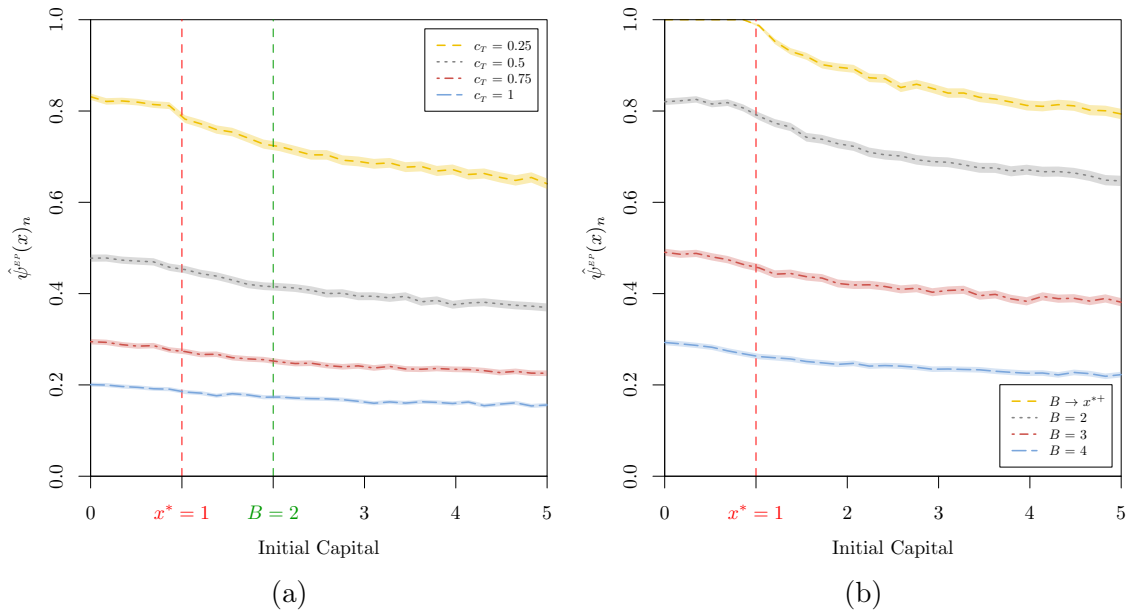 1.0
0.8
0.6
0.4
0.2
0.0
ψ̂ᴱᴾ(x)ₙ
c_T = 0.25
c_T = 0.5
c_T = 0.75
c_T = 1
0 x* = 1 B = 2 3 4 5
Initial Capital
(a)
1.0
0.8
0.6
0.4
0.2
0.0
ψ̂ᴱᴾ(x)ₙ
B → x*⁺
B = 2
B = 3
B = 4
0 x* = 1 2 3 4 5
Initial Capital
(b)